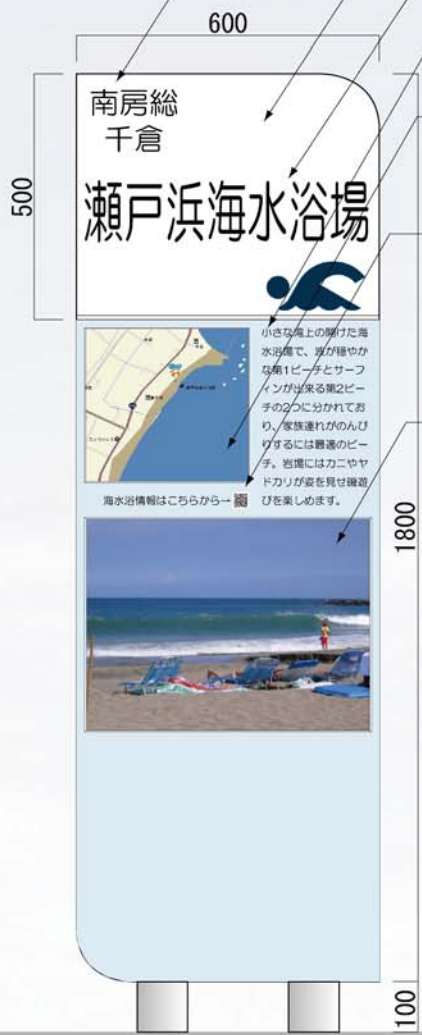 600
500
南房総
千倉
瀬戸浜海水浴場
小さな滝上の開けた海
水浴場で、波が穏やか
な第1ビーチとサーフ
ィンが出来る第2ビー
チの2つに分かれてお
り、家族連れがのんび
りするには最適のビー
チ。岩場にはカニやヤ
ドカリが姿を見せ磯遊
びを楽しめます。
海水浴情報はこちらから→
1800
100